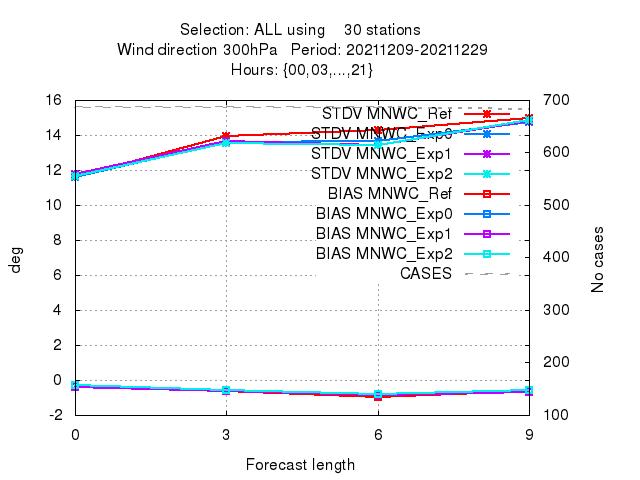 Selection: ALL using 30 stations
Wind direction 300hPa Period: 20211209-20211229
Hours: {00,03,...,21}
16
14
12
10
8
6
4
2
0
-2
deg
700
600
500
400
300
200
100
No cases
STDV MNWC_Ref
STDV MNWC_Exp0
STDV MNWC_Exp1
STDV MNWC_Exp2
BIAS MNWC_Ref
BIAS MNWC_Exp0
BIAS MNWC_Exp1
BIAS MNWC_Exp2
CASES
0 3 6 9
Forecast length